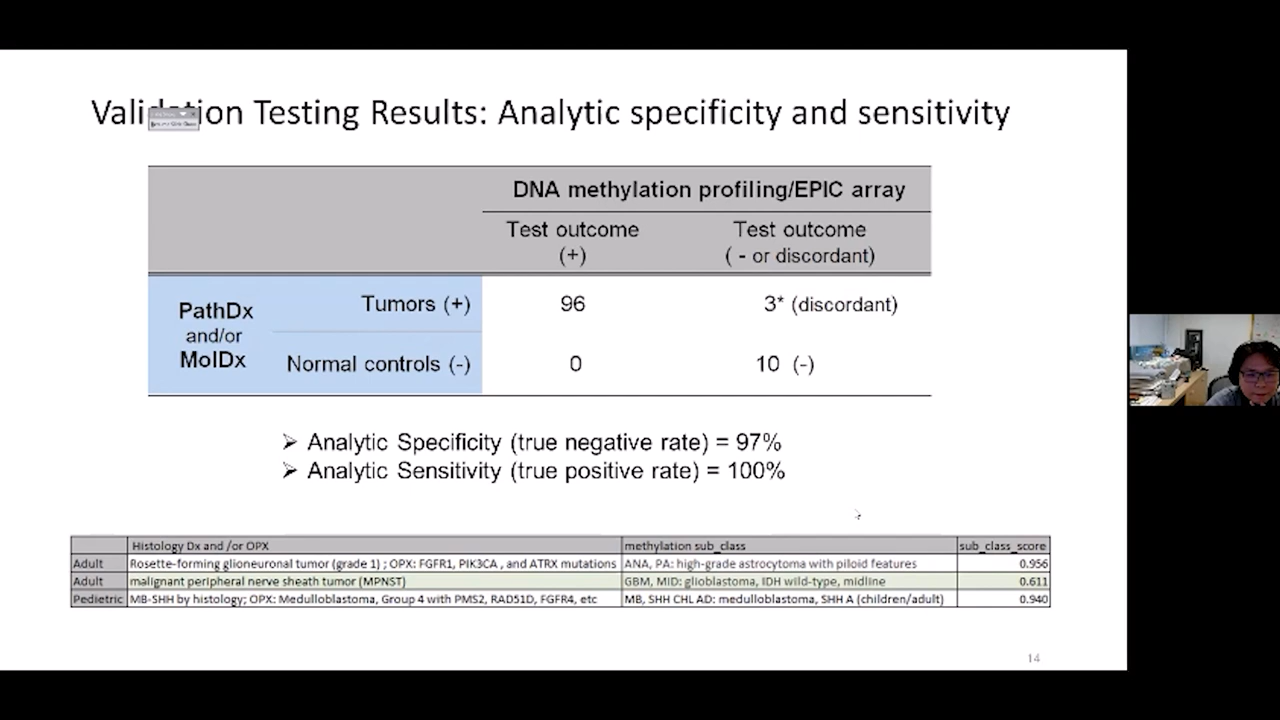 Validation Testing Results: Analytic specificity and sensitivity
DNA methylation profiling/EPIC array
Test outcome (+)
Test outcome ( - or discordant)
PathDx and/or MolDx
Tumors (+) 96 3* (discordant)
Normal controls (-) 0 10 (-)
➢ Analytic Specificity (true negative rate) = 97%
➢ Analytic Sensitivity (true positive rate) = 100%
Histology Dx and /or OPX methylation sub_class sub_class_score
Adult Rosette-forming glioneuronal tumor (grade 1) ; OPX: FGFR1, PIK3CA , and ATRX mutations ANA, PA: high-grade astrocytoma with piloid features 0.956
Adult malignant peripheral nerve sheath tumor (MPNST) GBM, MID: glioblastoma, IDH wild-type, midline 0.611
Pedietric MB-SHH by histology; OPX: Medulloblastoma, Group 4 with PMS2, RAD51D, FGFR4, etc MB, SHH CHL AD: medulloblastoma, SHH A (children/adult) 0.940
14